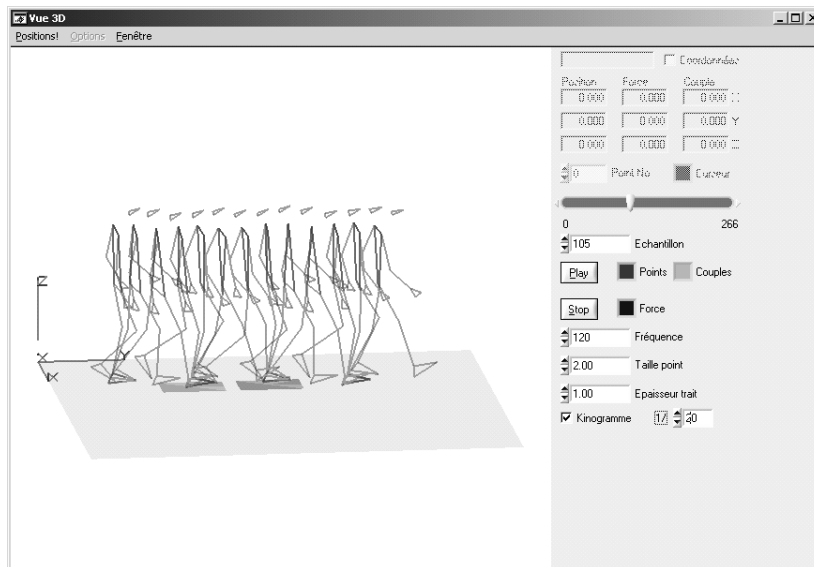 Vue 3D
Positions! Options Fenêtre
Coordonnées
Position Force Couple
0.000 0.000 0.000
0.000 0.000 0.000 Y
0.000 0.000 0.000
0 Point No Curseur
0 266
105 Echantillon
Play Points Couples
Stop Force
120 Fréquence
2.00 Taille point
1.00 Epaisseur trait
Kinogramme 1/
Z
X Y